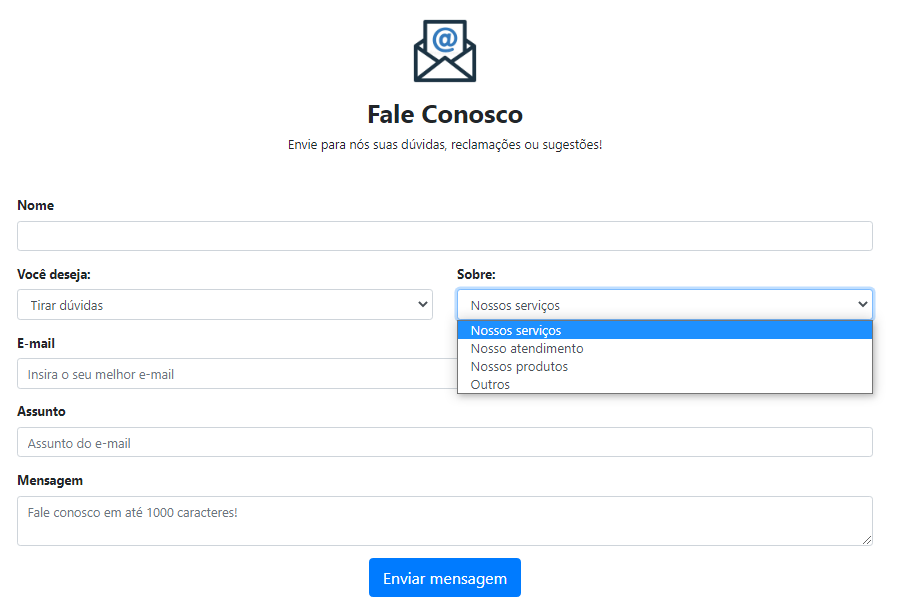 @
Fale Conosco
Envie para nós suas dúvidas, reclamações ou sugestões!
Nome
Você deseja:
Sobre:
Tirar dúvidas
Nossos serviços
Nossos serviços
Nosso atendimento
Nossos produtos
Outros
E-mail
Insira o seu melhor e-mail
Assunto
Assunto do e-mail
Mensagem
Fale conosco em até 1000 caracteres!
Enviar mensagem